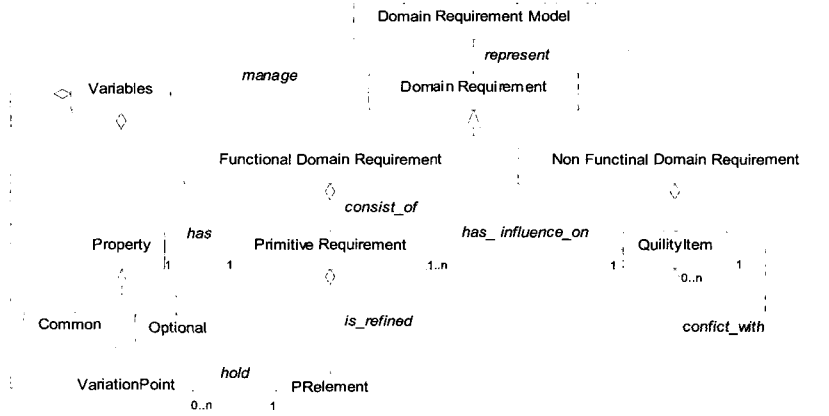 Domain Requirement Model
represent
manage
Variables
Domain Requirement
Functional Domain Requirement
Non Functinal Domain Requirement
consist_of
has
has_ influence_on
Property
Primitive Requirement
QuilityItem
1
1
1..n
1
1
0..n
Common
Optional
is_refined
confict_with
hold
VariationPoint
PRelement
0..n
1